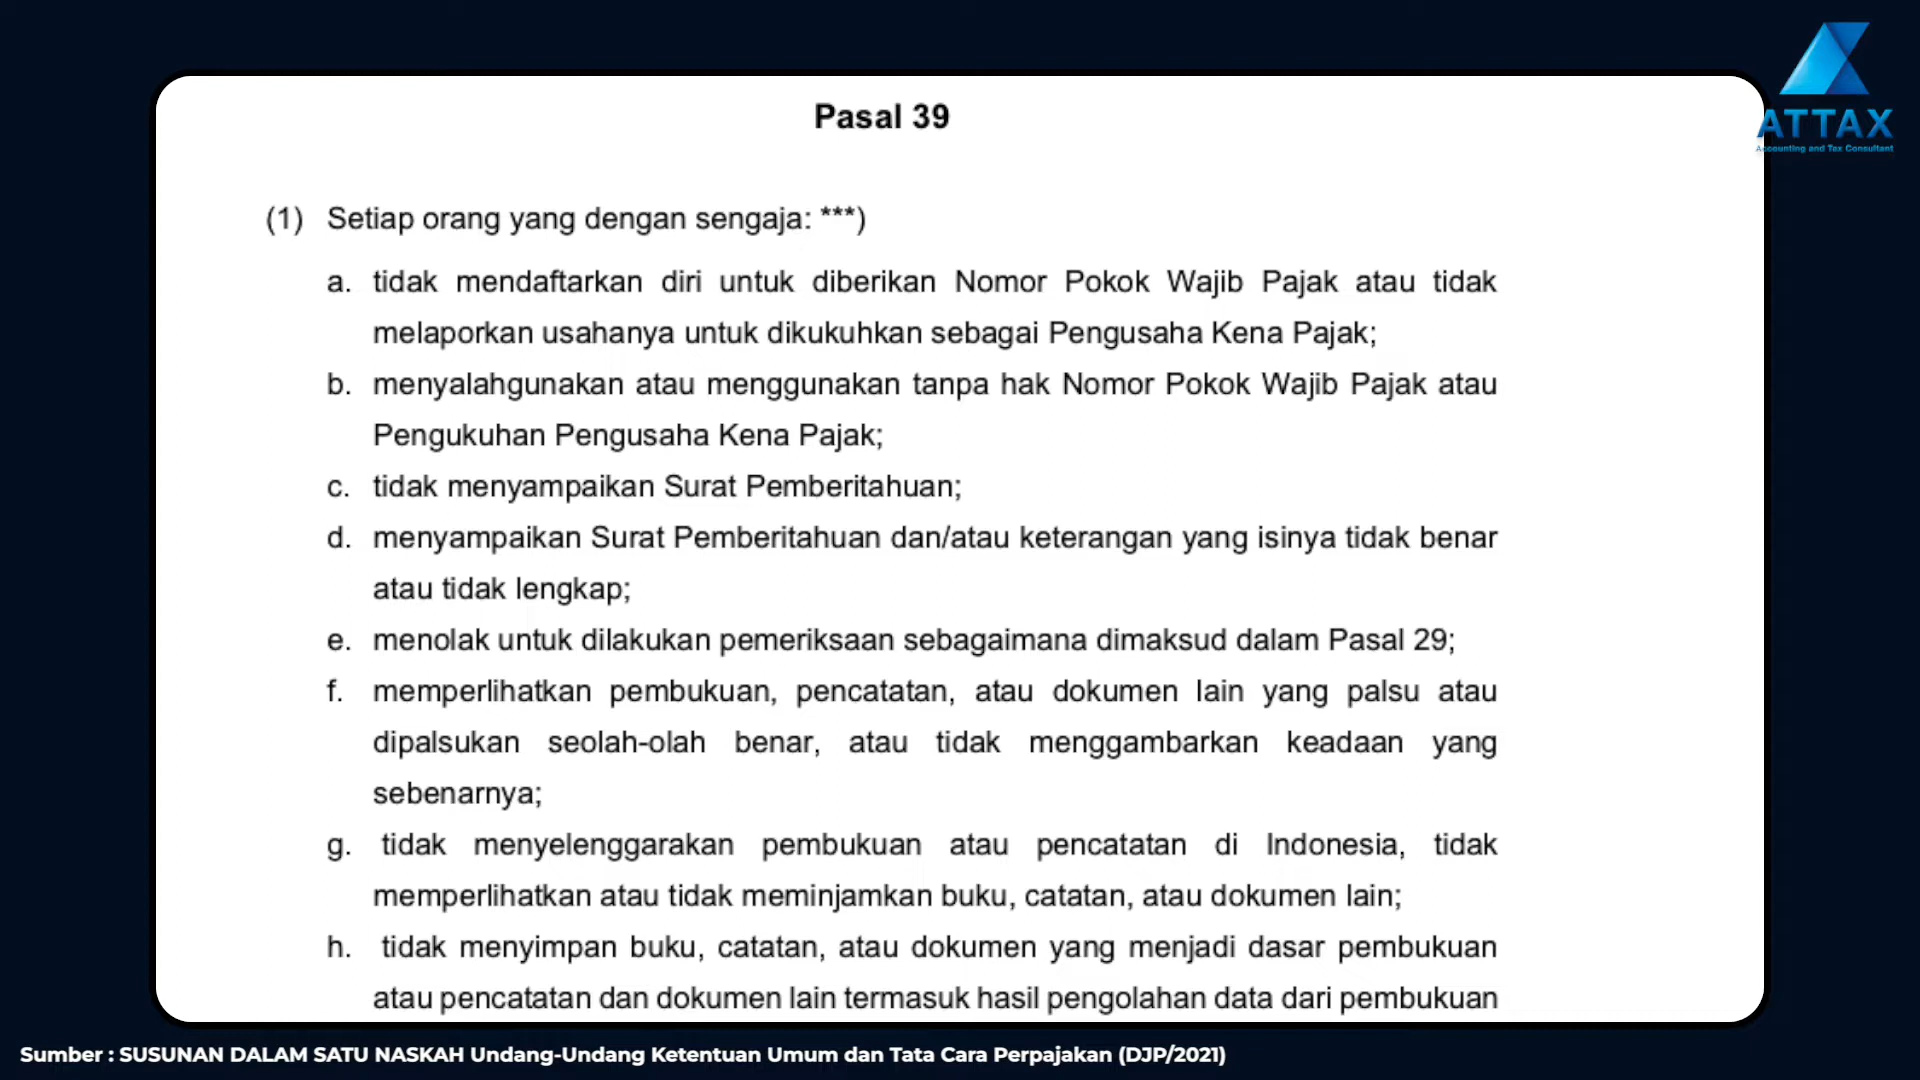 ATTAX
Accounting and Tax Consultant
Pasal 39
(1) Setiap orang yang dengan sengaja: ***)
a. tidak mendaftarkan diri untuk diberikan Nomor Pokok Wajib Pajak atau tidak
melaporkan usahanya untuk dikukuhkan sebagai Pengusaha Kena Pajak;
b. menyalahgunakan atau menggunakan tanpa hak Nomor Pokok Wajib Pajak atau
Pengukuhan Pengusaha Kena Pajak;
c. tidak menyampaikan Surat Pemberitahuan;
d. menyampaikan Surat Pemberitahuan dan/atau keterangan yang isinya tidak benar
atau tidak lengkap;
e. menolak untuk dilakukan pemeriksaan sebagaimana dimaksud dalam Pasal 29;
f. memperlihatkan pembukuan, pencatatan, atau dokumen lain yang palsu atau
dipalsukan seolah-olah benar, atau tidak menggambarkan keadaan yang
sebenarnya;
g. tidak menyelenggarakan pembukuan atau pencatatan di Indonesia, tidak
memperlihatkan atau tidak meminjamkan buku, catatan, atau dokumen lain;
h. tidak menyimpan buku, catatan, atau dokumen yang menjadi dasar pembukuan
atau pencatatan dan dokumen lain termasuk hasil pengolahan data dari pembukuan
Sumber : SUSUNAN DALAM SATU NASKAH Undang-Undang Ketentuan Umum dan Tata Cara Perpajakan (DJP/2021)